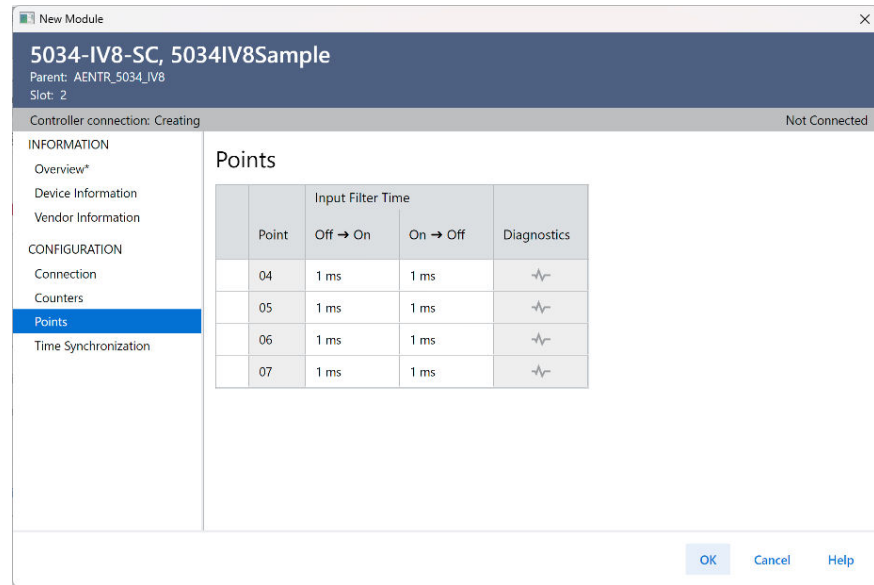 New Module
5034-IV8-SC, 5034IV8Sample
Parent: AENTR_5034_IV8
Slot: 2
Controller connection: Creating Not Connected
INFORMATION
Overview*
Device Information
Vendor Information
CONFIGURATION
Connection
Counters
Points
Time Synchronization
Points
Input Filter Time
Point Off → On On → Off Diagnostics
04 1 ms 1 ms
05 1 ms 1 ms
06 1 ms 1 ms
07 1 ms 1 ms
OK Cancel Help